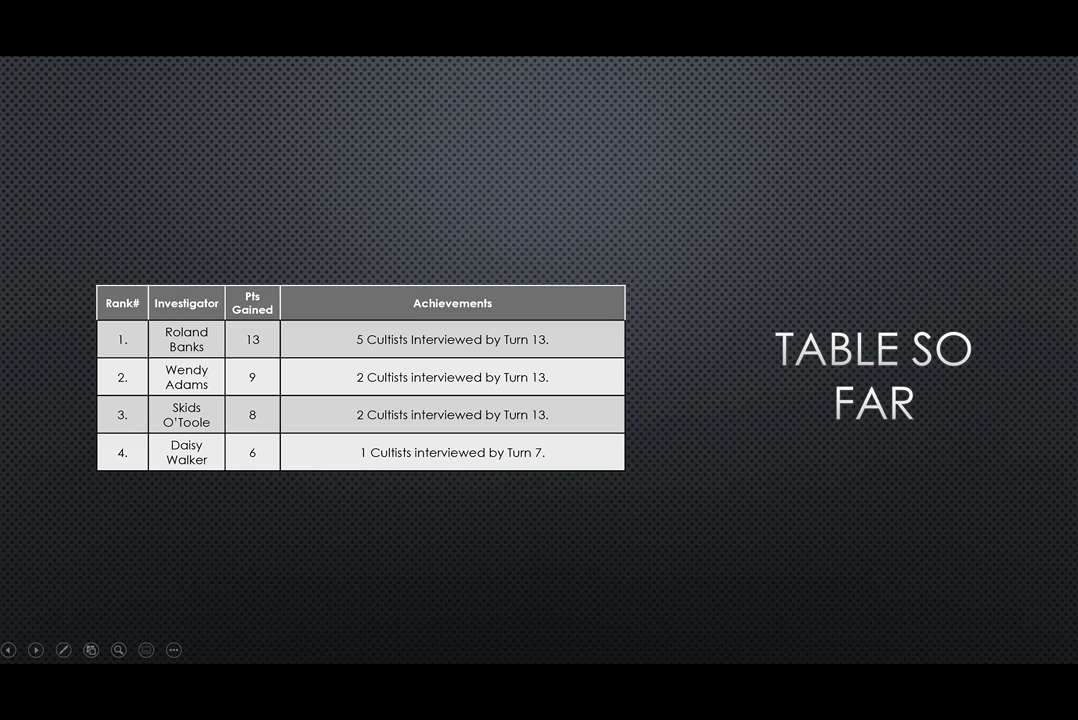 Rank# Investigator Pts Gained Achievements
1. Roland Banks 13 5 Cultists Interviewed by Turn 13.
2. Wendy Adams 9 2 Cultists interviewed by Turn 13.
3. Skids O'Toole 8 2 Cultists interviewed by Turn 13.
4. Daisy Walker 6 1 Cultists interviewed by Turn 7.
TABLE SO
FAR